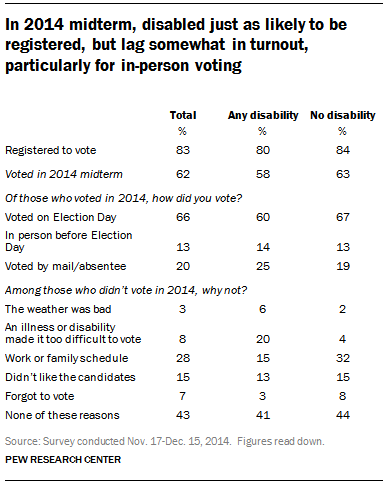 In 2014 midterm, disabled just as likely to be
registered, but lag somewhat in turnout,
particularly for in-person voting
Total Any disability No disability
% % %
Registered to vote 83 80 84
Voted in 2014 midterm 62 58 63
Of those who voted in 2014, how did you vote?
Voted on Election Day 66 60 67
In person before Election
Day 13 14 13
Voted by mail/absentee 20 25 19
Among those who didn't vote in 2014, why not?
The weather was bad 3 6 2
An illness or disability
made it too difficult to vote 8 20 4
Work or family schedule 28 15 32
Didn't like the candidates 15 13 15
Forgot to vote 7 3 8
None of these reasons 43 41 44
Source: Survey conducted Nov. 17-Dec. 15, 2014. Figures read down.
PEW RESEARCH CENTER